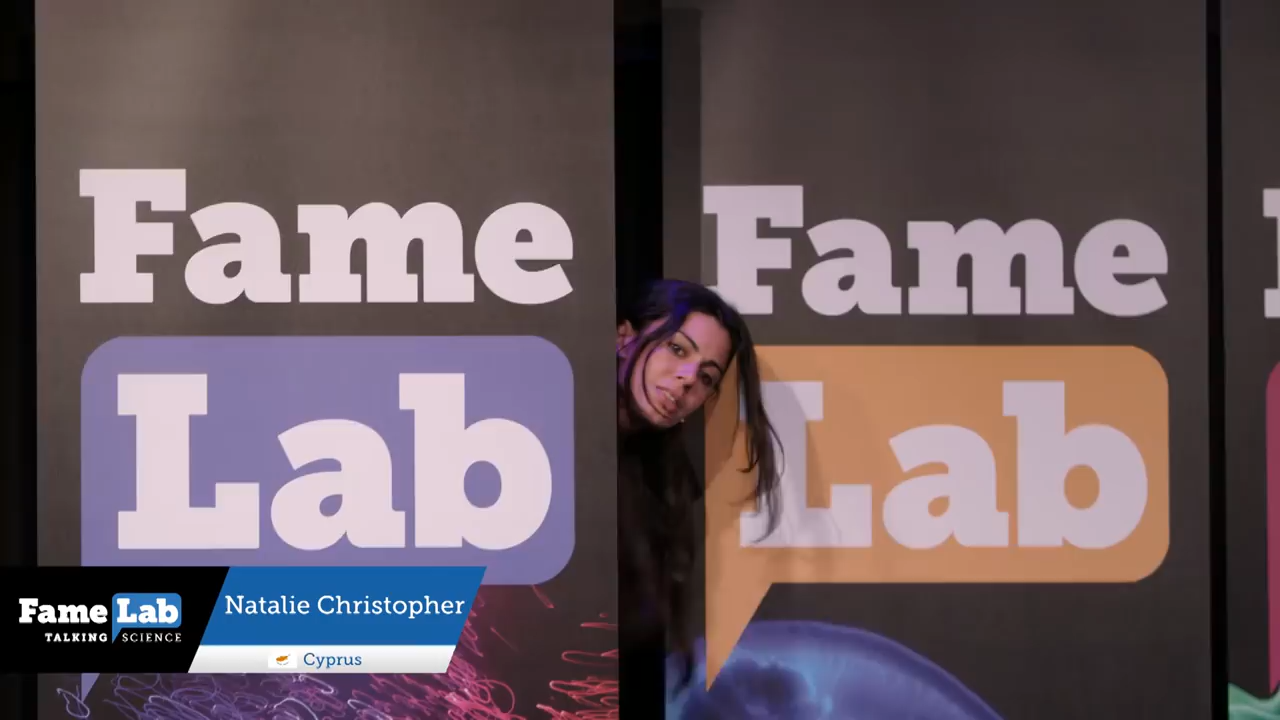 Fame
Lab
Fame
Lab
Fame Lab
TALKING SCIENCE
Natalie Christopher
Cyprus